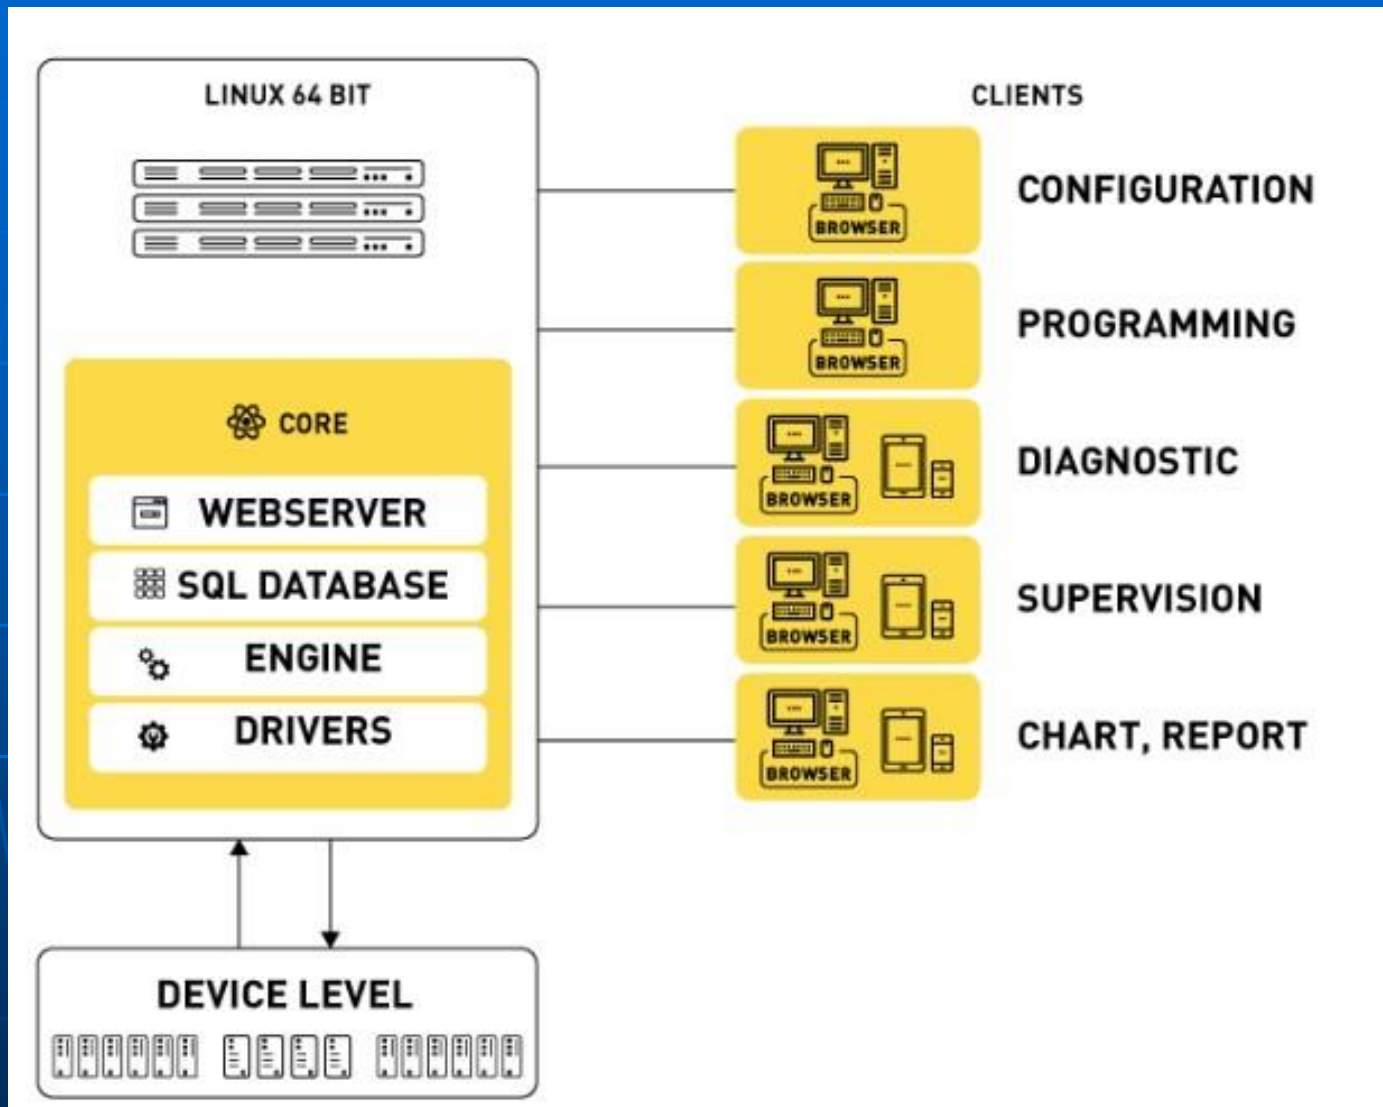 LINUX 64 BIT
CORE
WEBSERVER
SQL DATABASE
ENGINE
DRIVERS
DEVICE LEVEL
CLIENTS
BROWSER
CONFIGURATION
BROWSER
PROGRAMMING
BROWSER
DIAGNOSTIC
BROWSER
SUPERVISION
BROWSER
CHART, REPORT